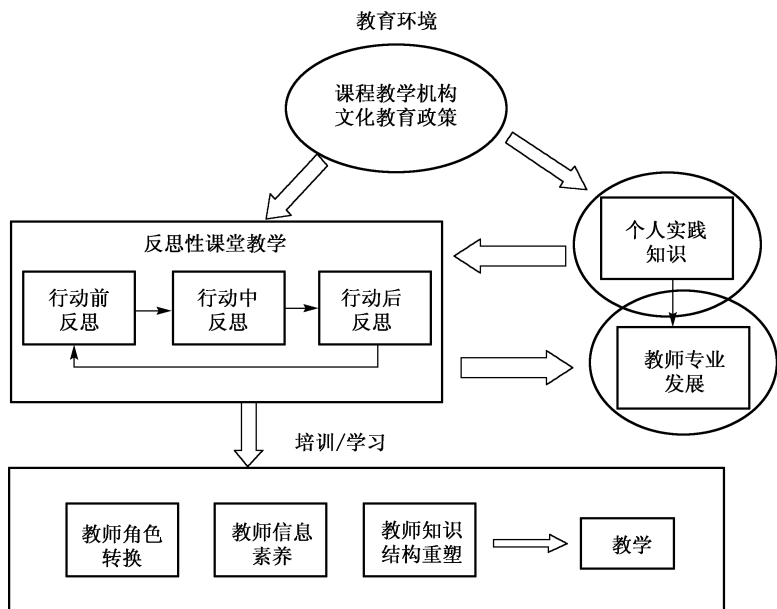 教育环境
课程教学机构
文化教育政策
反思性课堂教学
行动前
反思
行动中
反思
行动后
反思
个人实践
知识
教师专业
发展
培训/学习
教师角色
转换
教师信息
素养
教师知识
结构重塑
教学